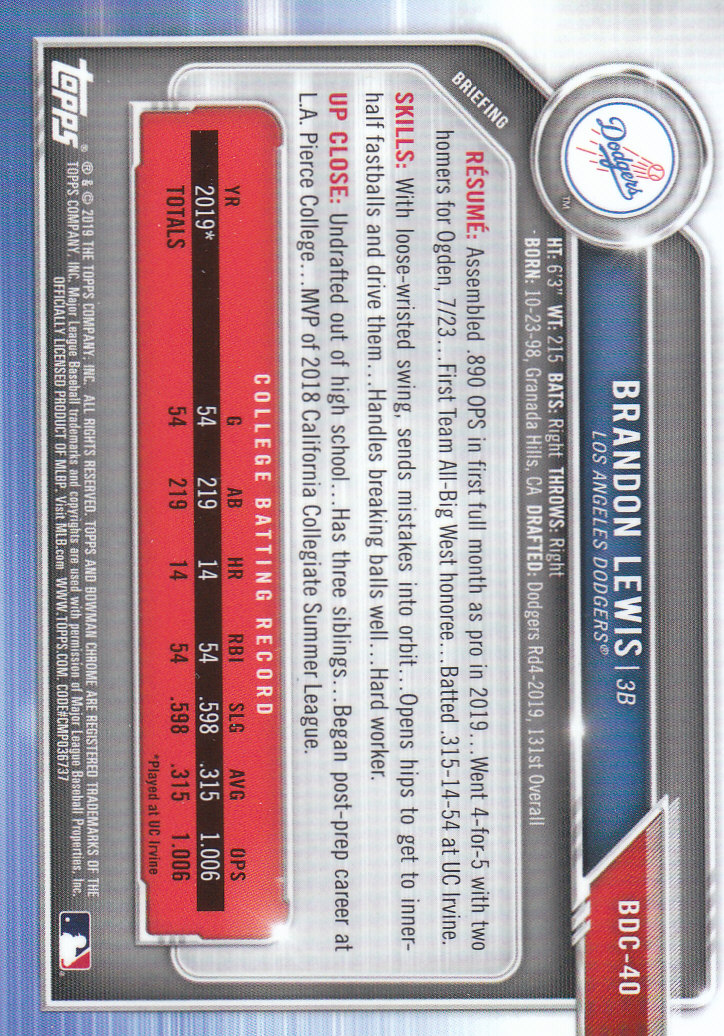 BDC-40
Dodgers
TM
BRANDON LEWIS | 3B
LOS ANGELES DODGERS®
HT: 6'3" WT: 215 BATS: Right THROWS: Right
BORN: 10-23-98, Granada Hills, CA DRAFTED: Dodgers Rd4-2019, 131st Overall
BRIEFING
RÉSUMÉ: Assembled .890 OPS in first full month as pro in 2019...Went 4-for-5 with two
homers for Ogden, 7/23...First Team All-Big West honoree...Batted .315-14-54 at UC Irvine.
SKILLS: With loose-wristed swing, sends mistakes into orbit...Opens hips to get to inner-
half fastballs and drive them...Handles breaking balls well...Hard worker.
UP CLOSE: Undrafted out of high school...Has three siblings...Began post-prep career at
L.A. Pierce College...MVP of 2018 California Collegiate Summer League.
COLLEGE BATTING RECORD
YR G AB HR RBI SLG AVG OPS
2019* 54 219 14 54 .598 .315 1.006
TOTALS 54 219 14 54 .598 .315 1.006
*Played at UC Irvine
topps®
® & © 2019 THE TOPPS COMPANY, INC. ALL RIGHTS RESERVED. TOPPS AND BOWMAN CHROME ARE REGISTERED TRADEMARKS OF THE
TOPPS COMPANY, INC. Major League Baseball trademarks and copyrights are used with permission of Major League Baseball Properties, Inc.
OFFICIALLY LICENSED PRODUCT OF MLBP. Visit MLB.com WWW.TOPPS.COM. CODE#CMP036737